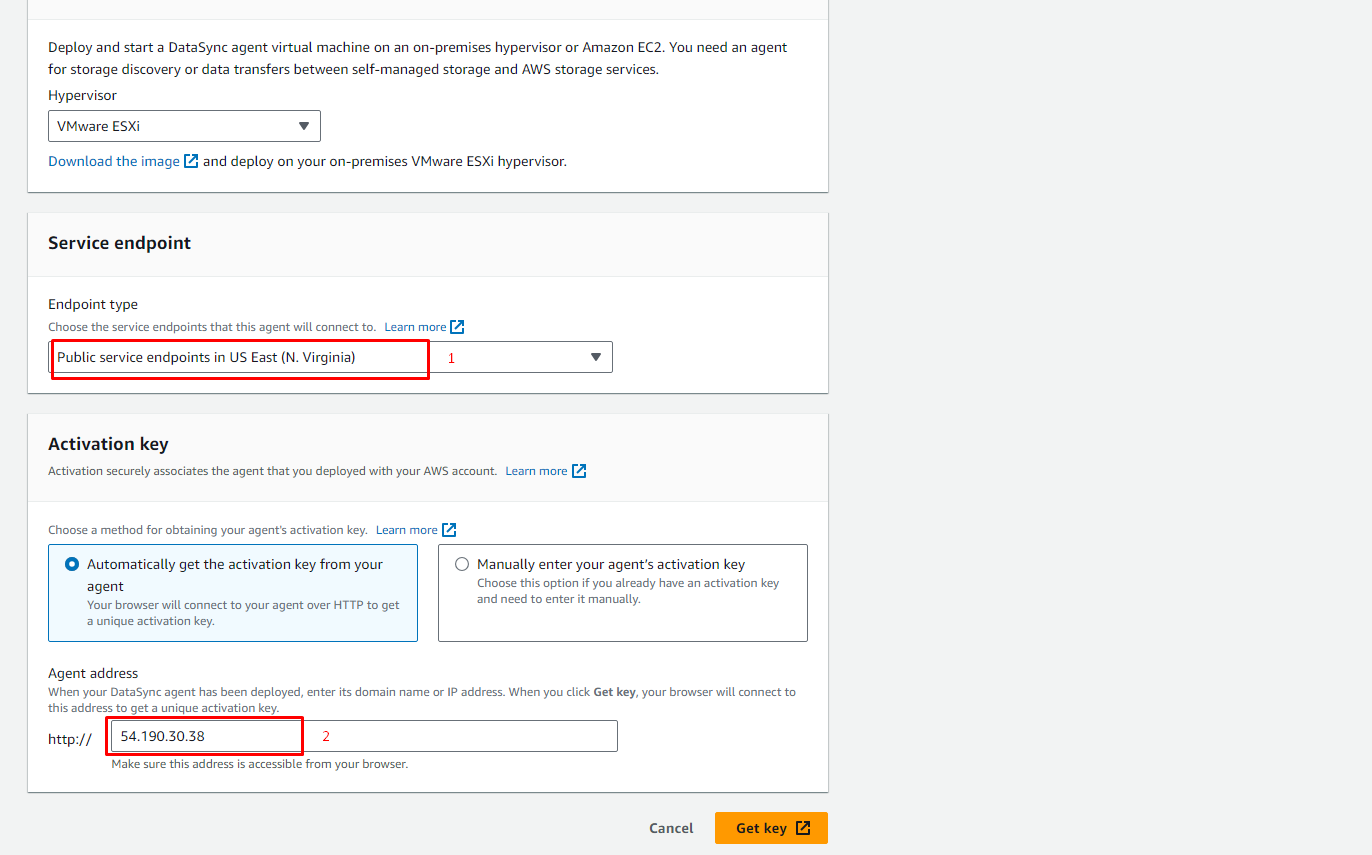 Deploy and start a DataSync agent virtual machine on an on-premises hypervisor or Amazon EC2. You need an agent
for storage discovery or data transfers between self-managed storage and AWS storage services.
Hypervisor
VMware ESXi
Download the image and deploy on your on-premises VMware ESXi hypervisor.
Service endpoint
Endpoint type
Choose the service endpoints that this agent will connect to. Learn more
Public service endpoints in US East (N. Virginia) 1
Activation key
Activation securely associates the agent that you deployed with your AWS account. Learn more
Choose a method for obtaining your agent's activation key. Learn more
Automatically get the activation key from your
agent
Your browser will connect to your agent over HTTP to get
a unique activation key.
Manually enter your agent's activation key
Choose this option if you already have an activation key
and need to enter it manually.
Agent address
When your DataSync agent has been deployed, enter its domain name or IP address. When you click Get key, your browser will connect to
this address to get a unique activation key.
http:// 54.190.30.38 2
Make sure this address is accessible from your browser.
Cancel Get key